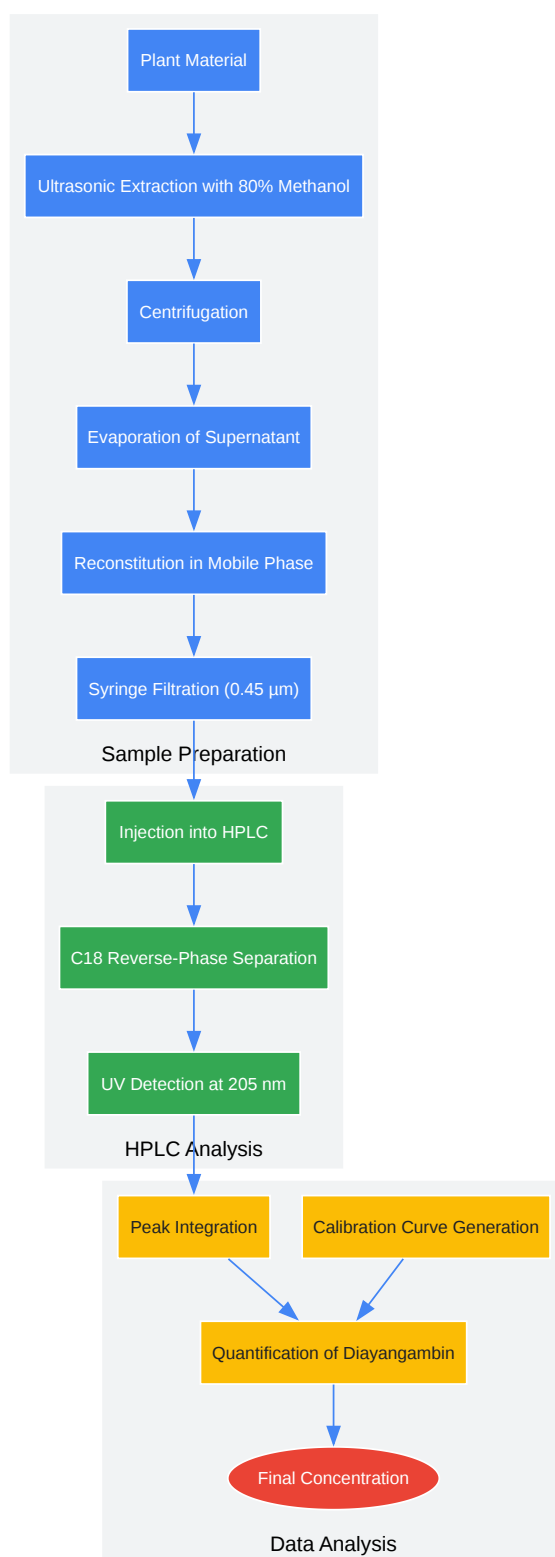 Plant Material
Ultrasonic Extraction with 80% Methanol
Centrifugation
Evaporation of Supernatant
Reconstitution in Mobile Phase
Syringe Filtration (0.45 µm)
Sample Preparation
Injection into HPLC
C18 Reverse-Phase Separation
UV Detection at 205 nm
HPLC Analysis
Peak Integration
Calibration Curve Generation
Quantification of Diayangambin
Final Concentration
Data Analysis